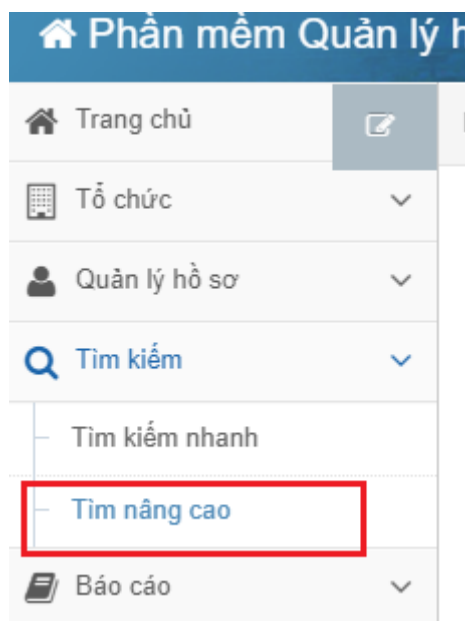 Phần mềm Quản lý h
Trang chủ
Tổ chức
Quản lý hồ sơ
Tìm kiếm
Tìm kiếm nhanh
Tìm nâng cao
Báo cáo